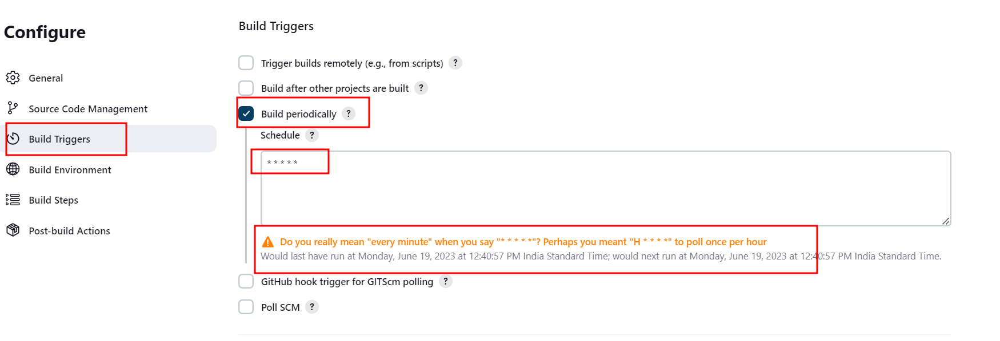 Configure
General
Source Code Management
Build Triggers
Build Environment
Build Steps
Post-build Actions
Build Triggers
Trigger builds remotely (e.g., from scripts) ?
Build after other projects are built ?
Build periodically ?
Schedule ?
* * * * *
Do you really mean "every minute" when you say "* * * * *"? Perhaps you meant "H * * * *" to poll once per hour
Would last have run at Monday, June 19, 2023 at 12:40:57 PM India Standard Time; would next run at Monday, June 19, 2023 at 12:40:57 PM India Standard Time.
GitHub hook trigger for GITScm polling ?
Poll SCM ?